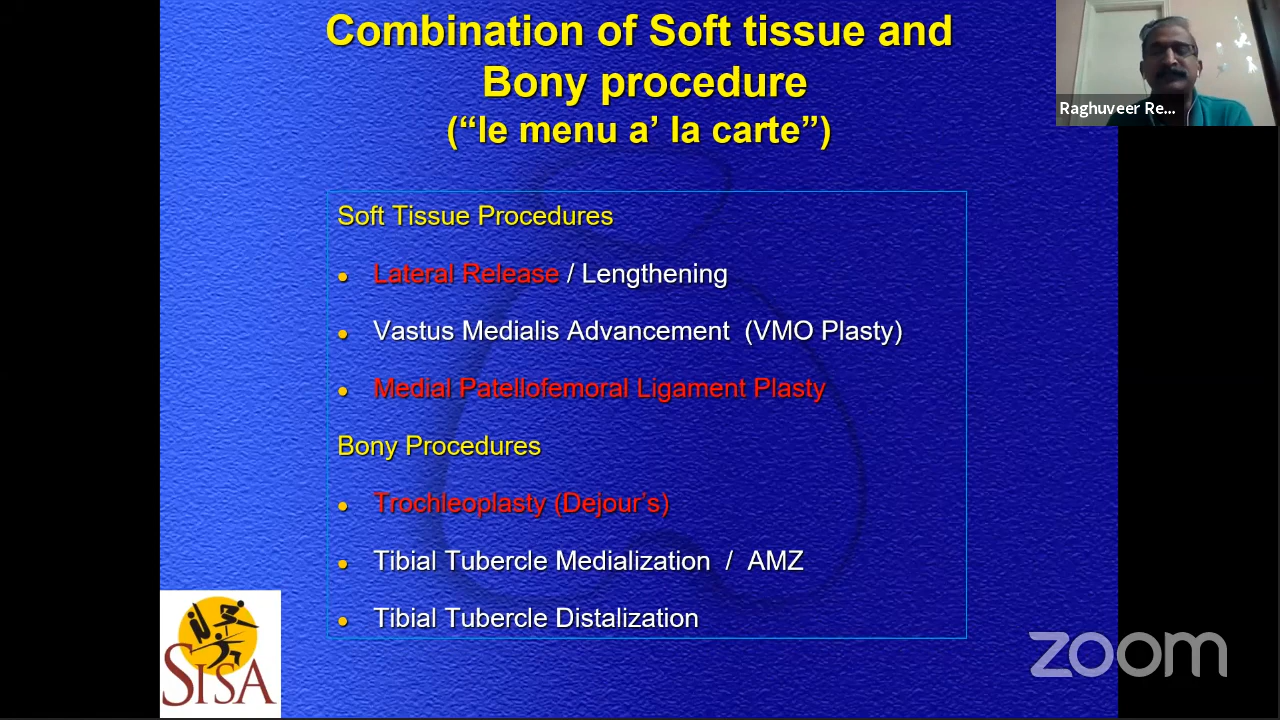 Combination of Soft tissue and
Bony procedure
(“le menu a’ la carte”)
Raghuveer Re...
Soft Tissue Procedures
● Lateral Release / Lengthening
● Vastus Medialis Advancement (VMO Plasty)
● Medial Patellofemoral Ligament Plasty
Bony Procedures
● Trochleoplasty (Dejour’s)
● Tibial Tubercle Medialization / AMZ
● Tibial Tubercle Distalization
SISA
zoom